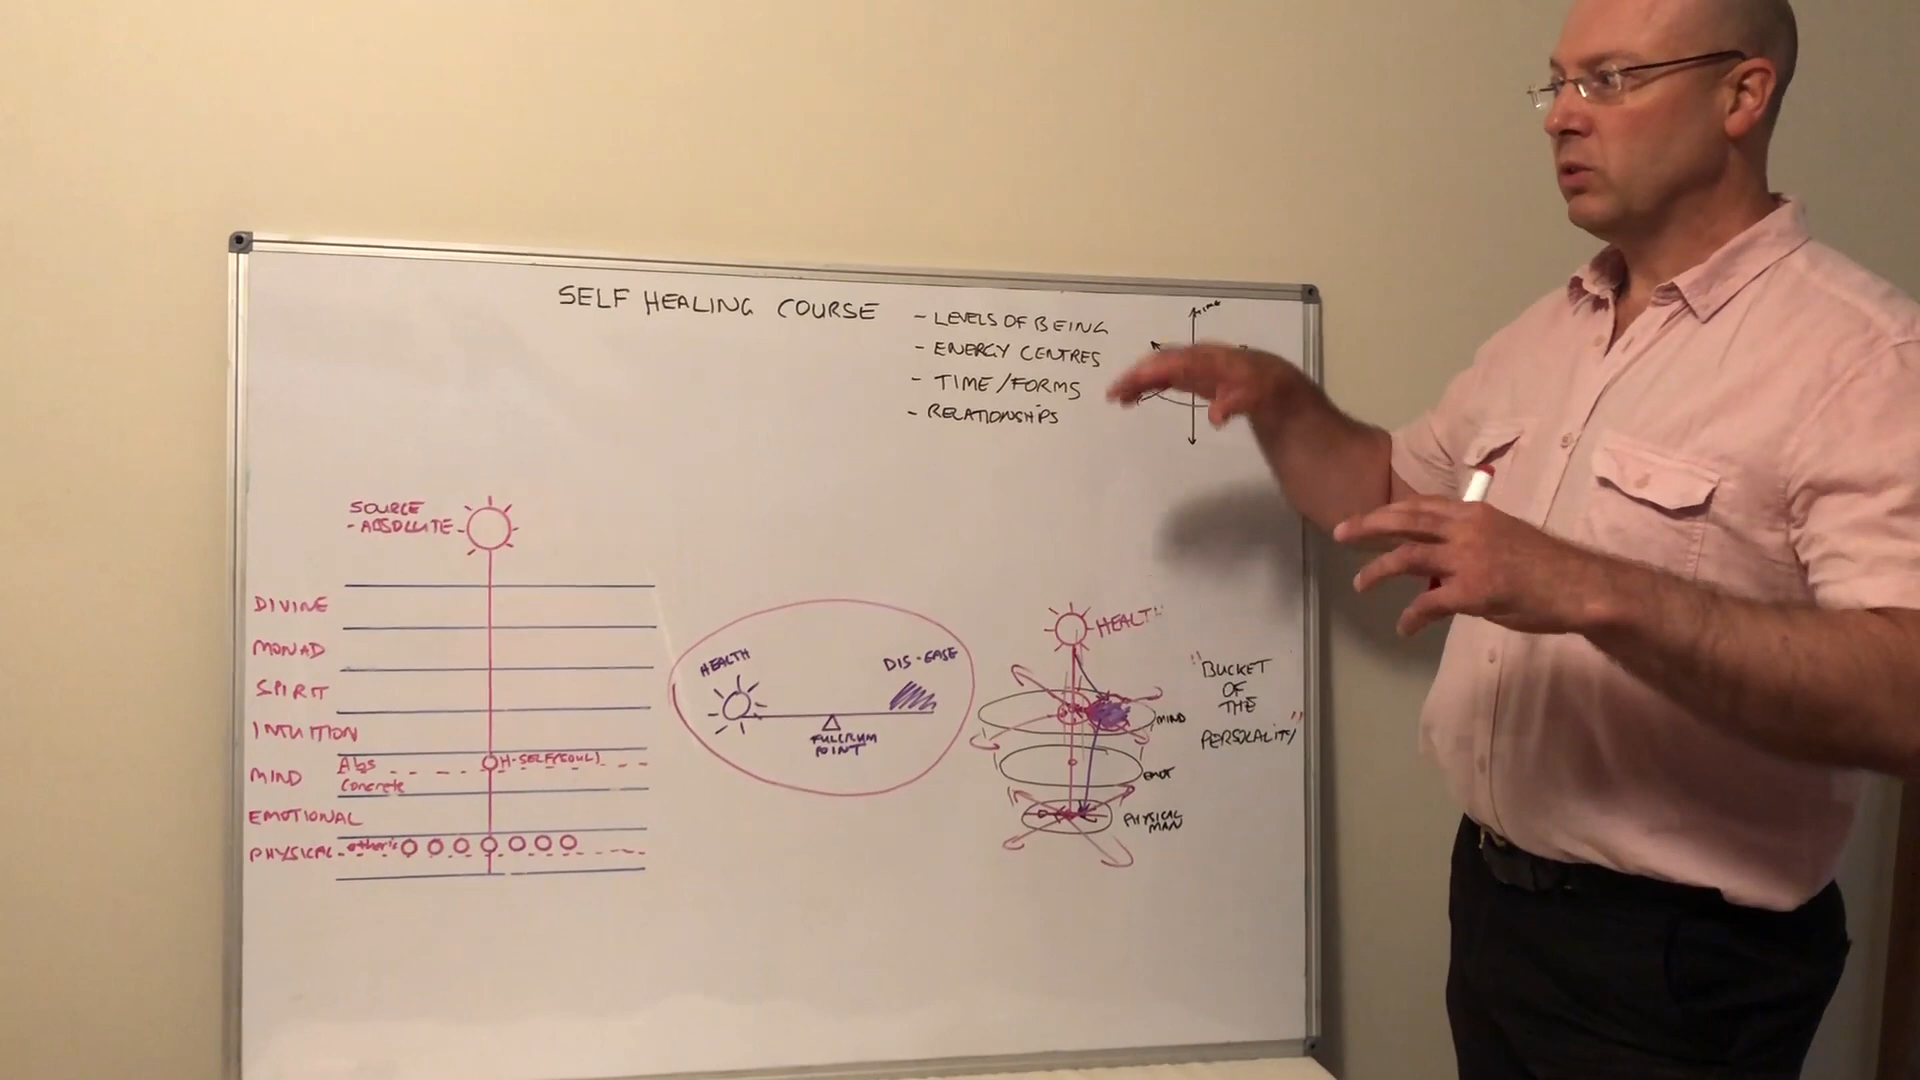 SELF HEALING COURSE
- LEVELS OF BEING
- ENERGY CENTRES
- TIME/FORMS
- RELATIONSHIPS
TIME
SOURCE
- ABSOLUTE
DIVINE
MONAD
SPIRIT
INTUITION
MIND
Abs
H-SELF(SOUL)
Concrete
EMOTIONAL
PHYSICAL
other's
HEALTH
DIS-EASE
FULCRUM
POINT
HEALTH
MIND
EMOT
PHYSICAL
MAN
"BUCKET
OF
THE
PERSONALITY"